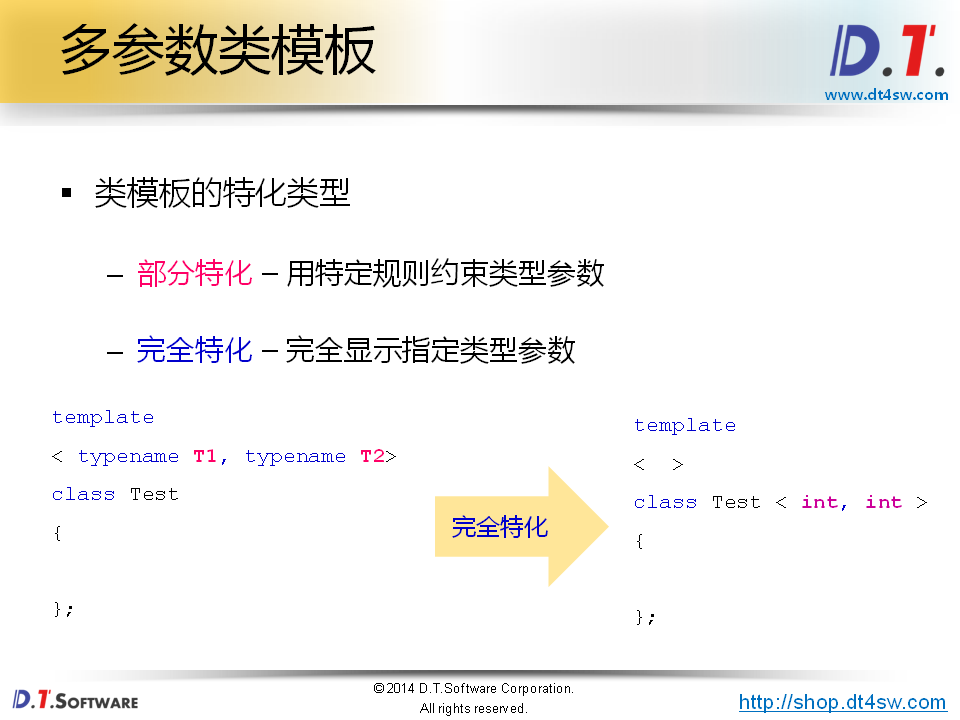 多参数类模板
D.T.
www.dt4sw.com
▪ 类模板的特化类型
– 部分特化 – 用特定规则约束类型参数
– 完全特化 – 完全显示指定类型参数
template
< typename T1, typename T2>
class Test
{
};
完全特化
template
< >
class Test < int, int >
{
};
D.T.SOFTWARE
©2014 D.T.Software Corporation.
All rights reserved.
http://shop.dt4sw.com